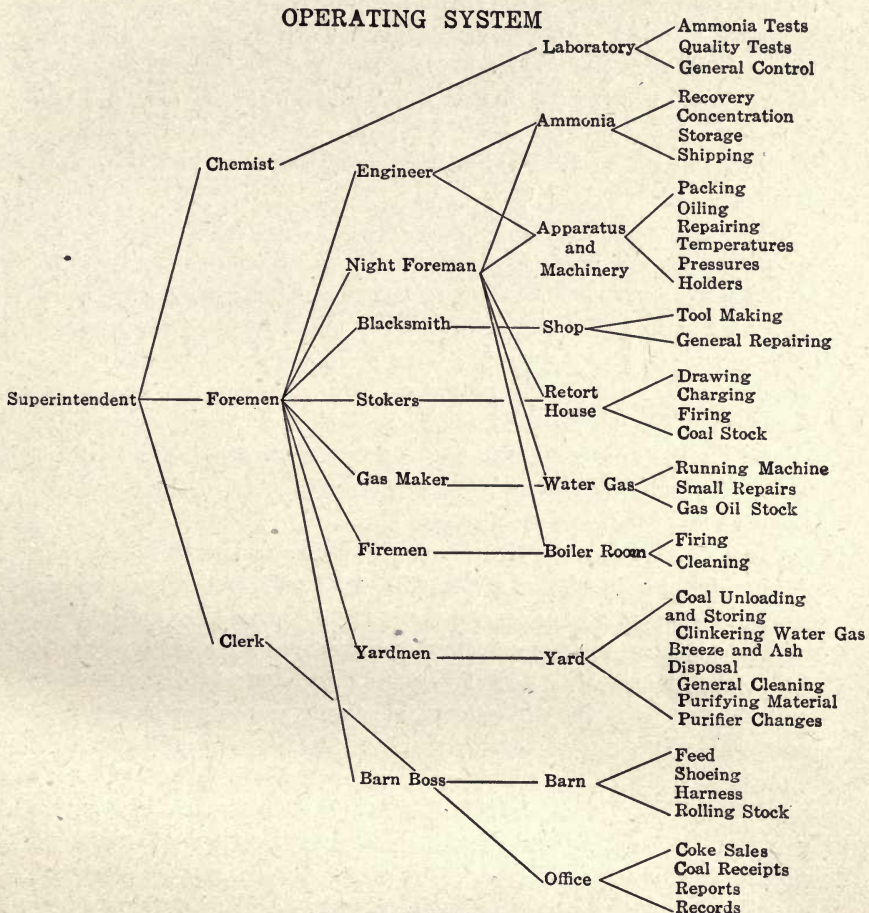 OPERATING SYSTEM
Laboratory
Ammonia Tests
Quality Tests
General Control
Chemist
Engineer
Ammonia
Recovery
Concentration
Storage
Shipping
Apparatus
and
Machinery
Packing
Oiling
Repairing
Temperatures
Pressures
Holders
Night Foreman
Blacksmith
Shop
Tool Making
General Repairing
Superintendent
Foremen
Stokers
Retort
House
Drawing
Charging
Firing
Coal Stock
Gas Maker
Water Gas
Running Machine
Small Repairs
Gas Oil Stock
Firemen
Boiler Room
Firing
Cleaning
Clerk
Yardmen
Yard
Coal Unloading
and Storing
Clinkering Water Gas
Breeze and Ash
Disposal
General Cleaning
Purifying Material
Purifier Changes
Barn Boss
Barn
Feed
Shoeing
Harness
Rolling Stock
Office
Coke Sales
Coal Receipts
Reports
Records